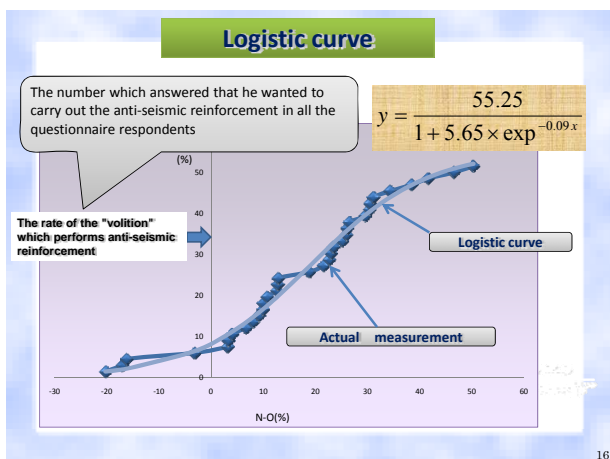 Logistic curve
The number which answered that he wanted to
carry out the anti-seismic reinforcement in all the
questionnaire respondents
y = 55.25 / 1 + 5.65 × exp^-0.09x
(%)
50
40
30
20
10
0
The rate of the "volition"
which performs anti-seismic
reinforcement
Logistic curve
Actual measurement
-30 -20 -10 0 10 20 30 40 50 60
N-O(%)
16